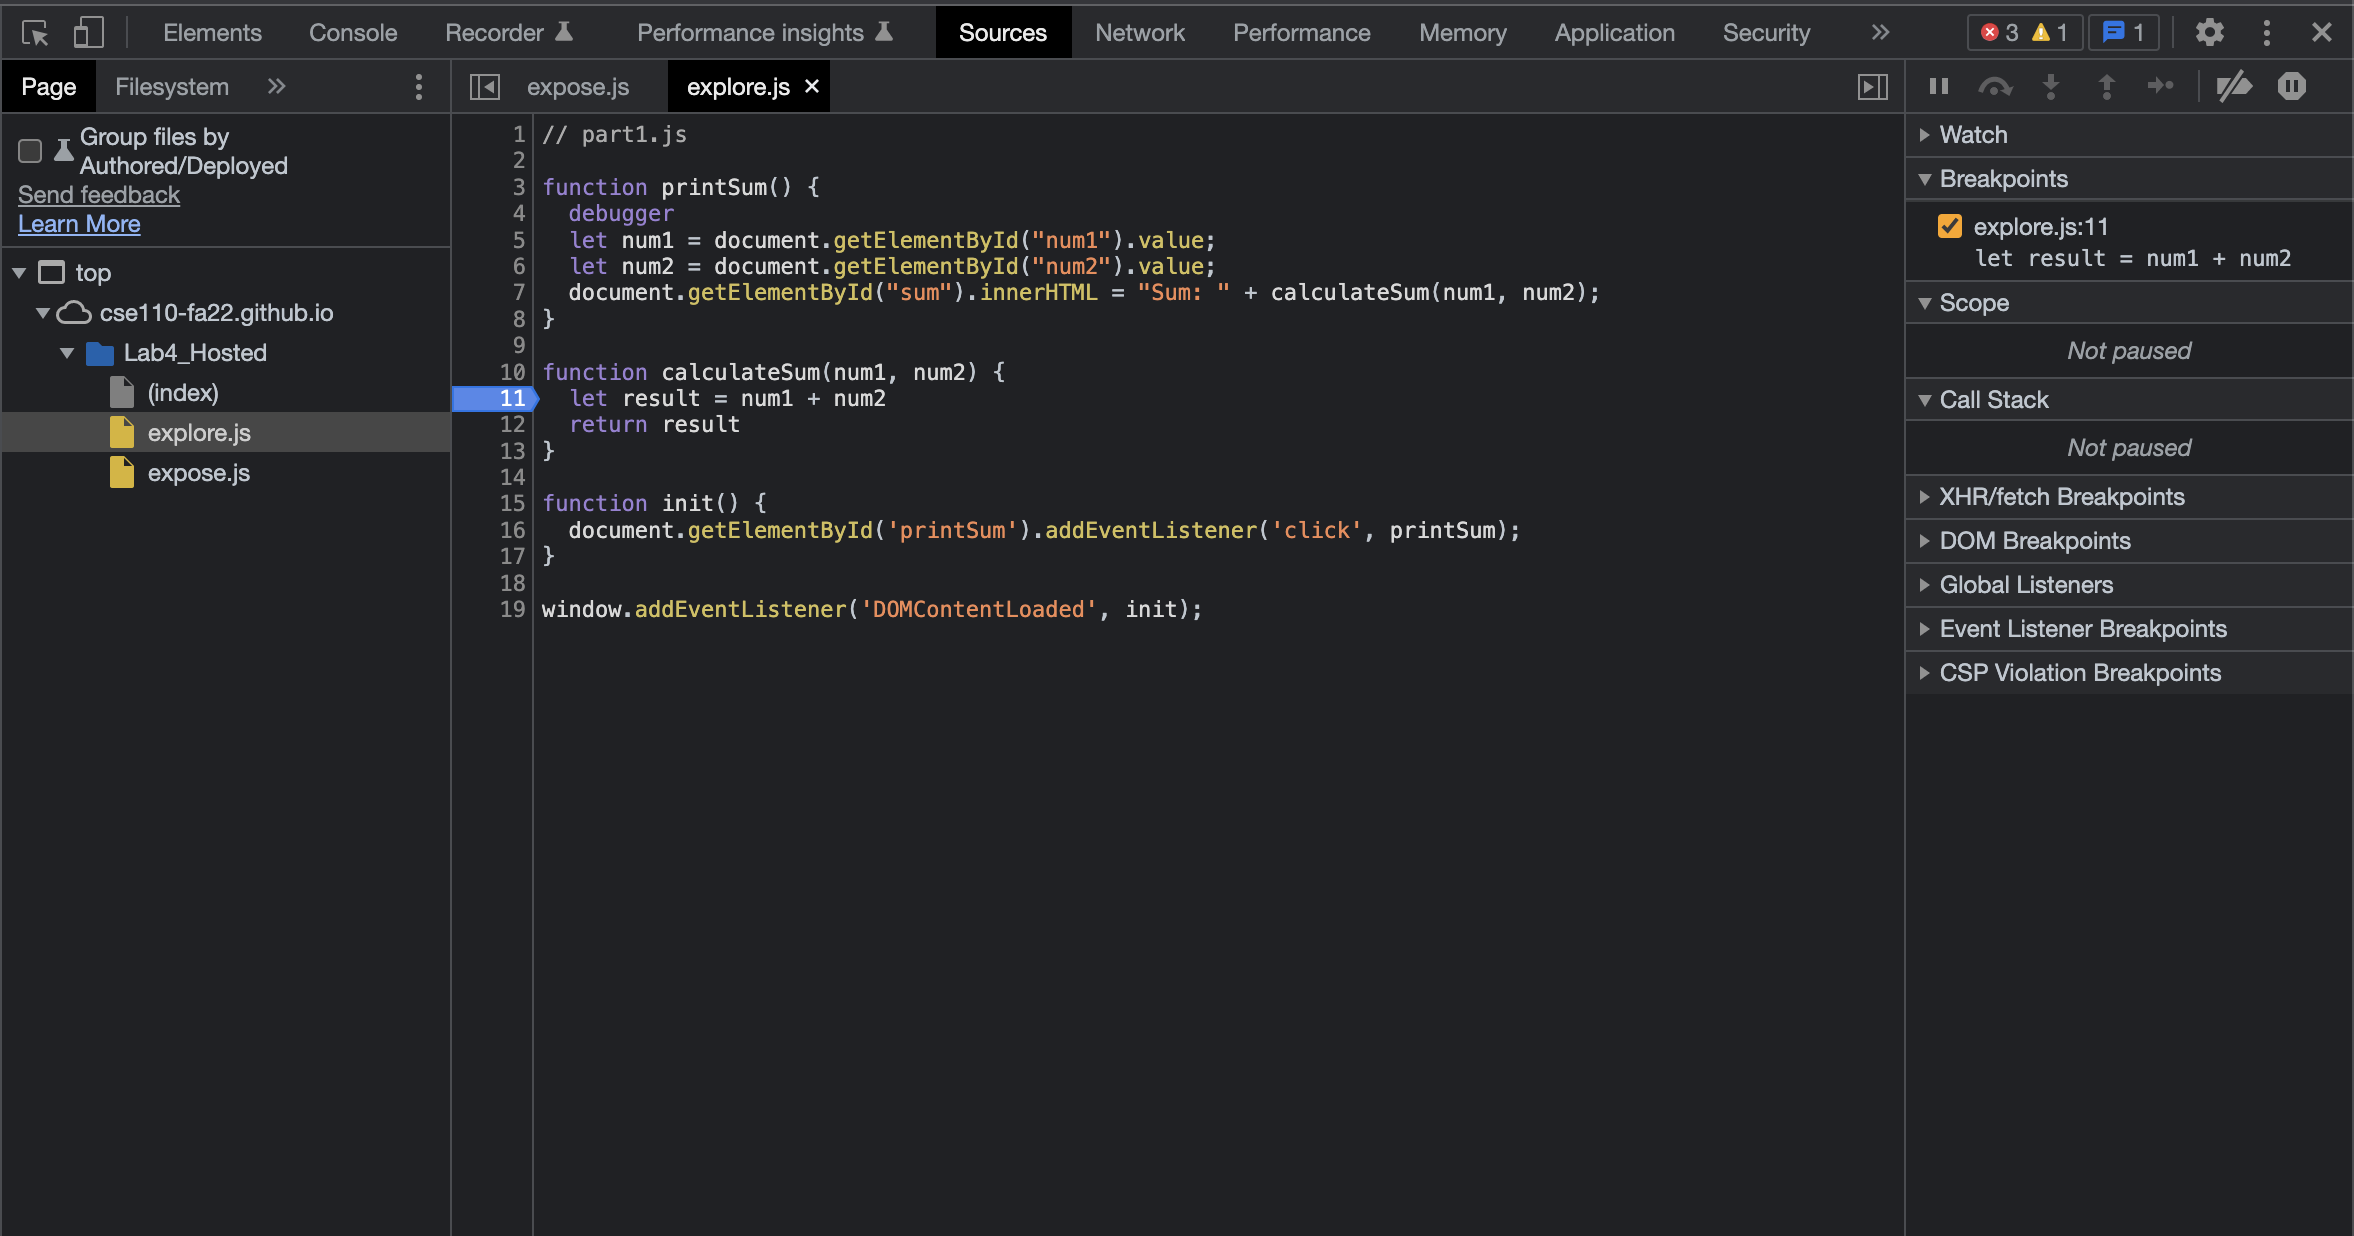 Elements Console Recorder Performance insights Sources Network Performance Memory Application Security » 3 1 1
Page Filesystem »
expose.js explore.js ×
Group files by
Authored/Deployed
Send feedback
Learn More
top
cse110-fa22.github.io
Lab4_Hosted
(index)
explore.js
expose.js
1 // part1.js
2
3 function printSum() {
4   debugger
5   let num1 = document.getElementById("num1").value;
6   let num2 = document.getElementById("num2").value;
7   document.getElementById("sum").innerHTML = "Sum: " + calculateSum(num1, num2);
8 }
9
10 function calculateSum(num1, num2) {
11   let result = num1 + num2
12   return result
13 }
14
15 function init() {
16   document.getElementById('printSum').addEventListener('click', printSum);
17 }
18
19 window.addEventListener('DOMContentLoaded', init);
Watch
Breakpoints
explore.js:11
let result = num1 + num2
Scope
Not paused
Call Stack
Not paused
XHR/fetch Breakpoints
DOM Breakpoints
Global Listeners
Event Listener Breakpoints
CSP Violation Breakpoints